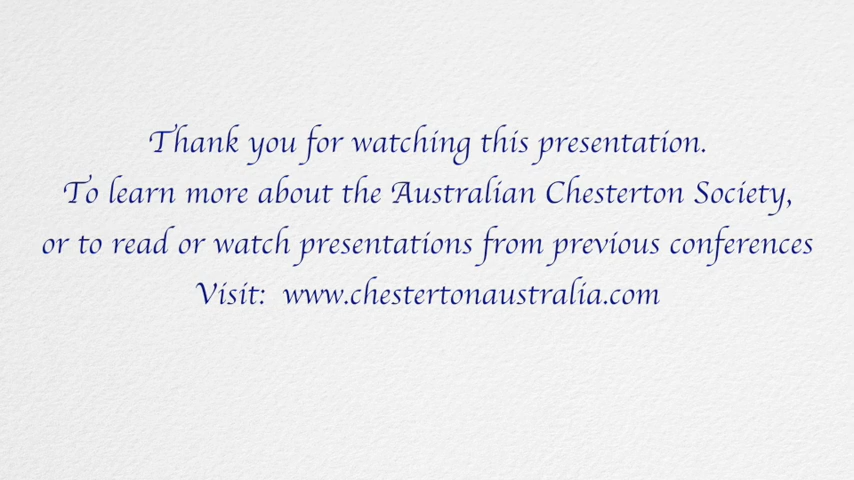 Thank you for watching this presentation.
To learn more about the Australian Chesterton Society,
or to read or watch presentations from previous conferences
Visit:  www.chestertonaustralia.com